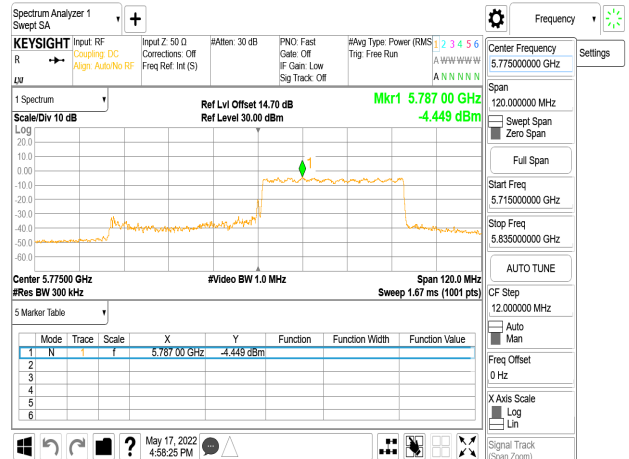 Spectrum Analyzer 1
Swept SA
Frequency
KEYSIGHT
R
Input: RF
Coupling: DC
Align: Auto/No RF
Input Z: 50 Ω
Corrections: Off
Freq Ref: Int (S)
#Atten: 30 dB
PNO: Fast
Gate: Off
IF Gain: Low
Sig Track: Off
#Avg Type: Power (RMS
Trig: Free Run
1 2 3 4 5 6
A W W W W W
A N N N N N
LXI
1 Spectrum
Scale/Div 10 dB
Ref Lvl Offset 14.70 dB
Ref Level 30.00 dBm
Mkr1 5.787 00 GHz
-4.449 dBm
Log
20.0
10.0
0.00
-10.0
-20.0
-30.0
-40.0
-50.0
-60.0
1
Center 5.77500 GHz
#Res BW 300 kHz
#Video BW 1.0 MHz
Span 120.0 MHz
Sweep 1.67 ms (1001 pts)
5 Marker Table
Mode Trace Scale X Y Function Function Width Function Value
1 N 1 f 5.787 00 GHz -4.449 dBm
2
3
4
5
6
May 17, 2022
4:58:25 PM
Center Frequency
5.775000000 GHz
Settings
Span
120.000000 MHz
Swept Span
Zero Span
Full Span
Start Freq
5.715000000 GHz
Stop Freq
5.835000000 GHz
AUTO TUNE
CF Step
12.000000 MHz
Auto
Man
Freq Offset
0 Hz
X Axis Scale
Log
Lin
Signal Track
(Span Zoom)